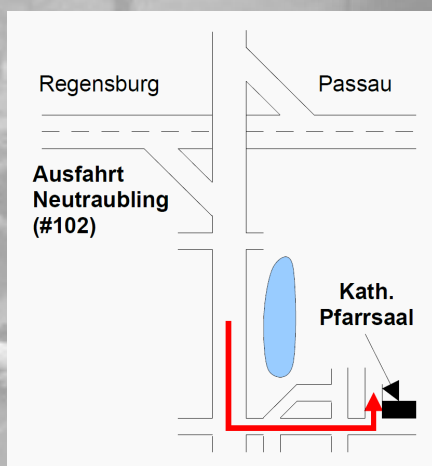 Regensburg
Passau
Ausfahrt
Neutraubling
(#102)
Kath.
Pfarrsaal